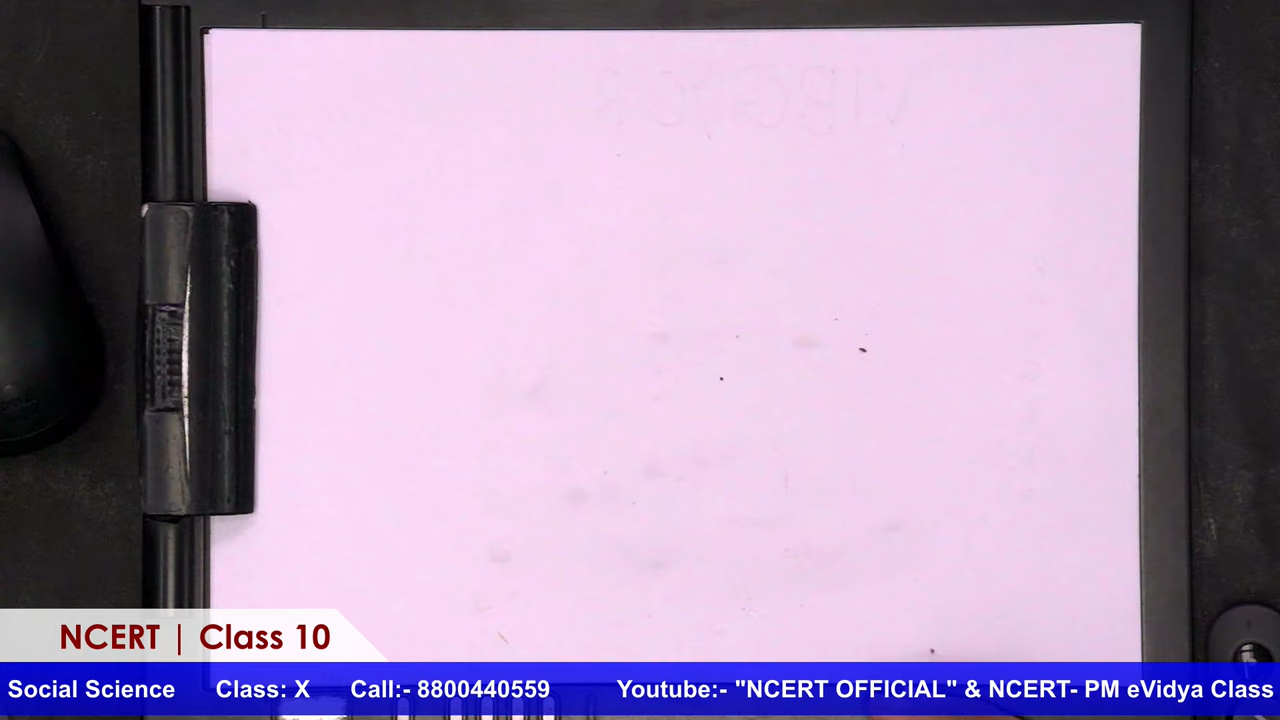 NCERT | Class 10
Social Science Class: X Call:- 8800440559 Youtube:- "NCERT OFFICIAL" & NCERT- PM eVidya Class